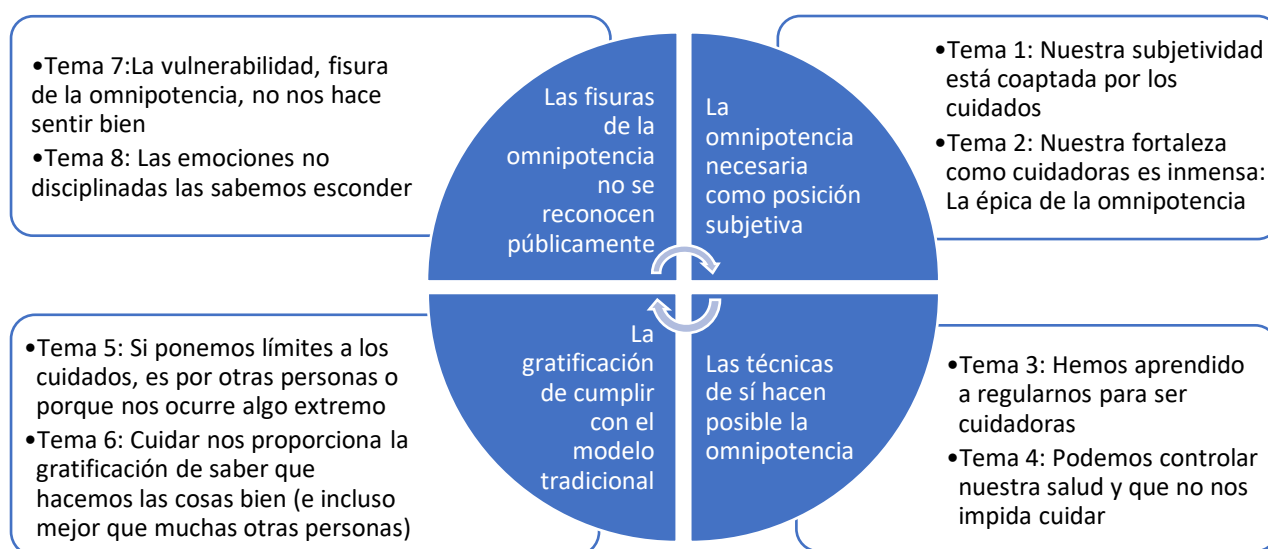 •Tema 7:La vulnerabilidad, fisura
de la omnipotencia, no nos hace
sentir bien
•Tema 8: Las emociones no
disciplinadas las sabemos esconder
Las fisuras
de la
omnipotencia
no se
reconocen
públicamente
La
omnipotencia
necesaria
como posición
subjetiva
•Tema 1: Nuestra subjetividad
está coaptada por los
cuidados
•Tema 2: Nuestra fortaleza
como cuidadoras es inmensa:
La épica de la omnipotencia
•Tema 5: Si ponemos límites a los
cuidados, es por otras personas o
porque nos ocurre algo extremo
•Tema 6: Cuidar nos proporciona la
gratificación de saber que
hacemos las cosas bien (e incluso
mejor que muchas otras personas)
La
gratificación
de cumplir
con el
modelo
tradicional
Las técnicas
de sí hacen
posible la
omnipotencia
•Tema 3: Hemos aprendido
a regularnos para ser
cuidadoras
•Tema 4: Podemos controlar
nuestra salud y que no nos
impida cuidar